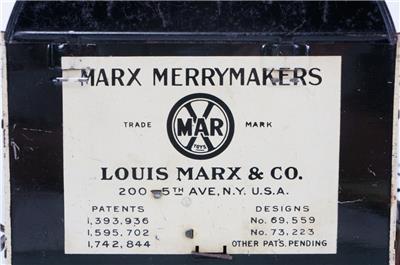 MARX MERRYMAKERS
TRADE MAR MARK
TOYS
LOUIS MARX & CO.
200-5TH AVE, N.Y. U.S.A.
PATENTS DESIGNS
1,393,936 No. 69,559
1,595,702 No. 73,223
1,742,844 OTHER PAT'S. PENDING